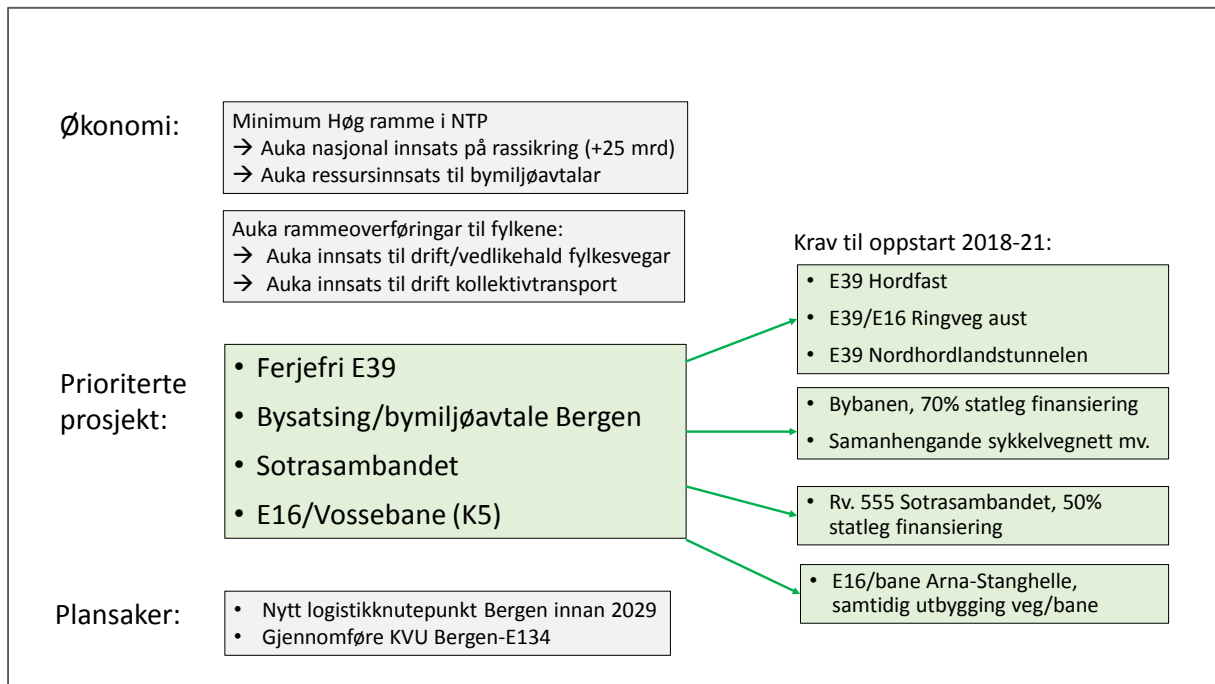 Økonomi:
Minimum Høg ramme i NTP
→ Auka nasjonal innsats på rassikring (+25 mrd)
→ Auka ressursinnsats til bymiljøavtalar
Auka rammeoverføringar til fylkene:
→ Auka innsats til drift/vedlikehald fylkesvegar
→ Auka innsats til drift kollektivtransport
Prioriterte
prosjekt:
• Ferjefri E39
• Bysatsing/bymiljøavtale Bergen
• Sotrasambandet
• E16/Vossebane (K5)
Krav til oppstart 2018-21:
• E39 Hordfast
• E39/E16 Ringveg aust
• E39 Nordhordlandstunnelen
• Bybanen, 70% statleg finansiering
• Samanhengande sykkelvegnett mv.
• Rv. 555 Sotrasambandet, 50%
statleg finansiering
• E16/bane Arna-Stanghelle,
samtidig utbygging veg/bane
Plansaker:
• Nytt logistikknutepunkt Bergen innan 2029
• Gjennomføre KVU Bergen-E134